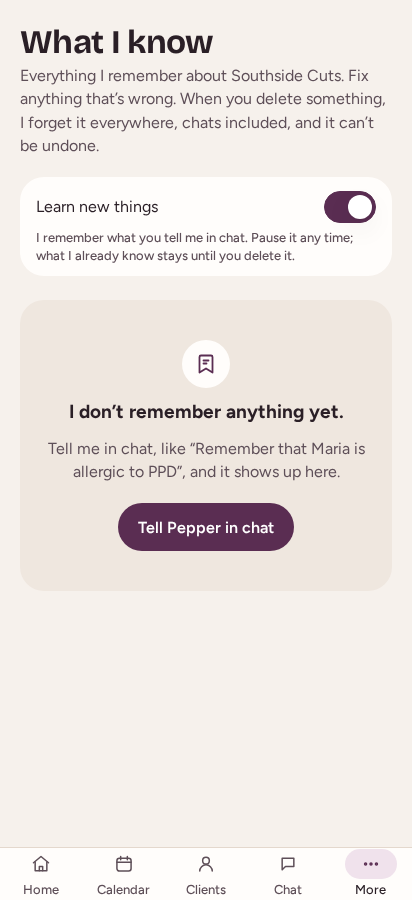 What I know
Everything I remember about Southside Cuts. Fix
anything that’s wrong. When you delete something,
I forget it everywhere, chats included, and it can’t
be undone.
Learn new things
I remember what you tell me in chat. Pause it any time;
what I already know stays until you delete it.
I don’t remember anything yet.
Tell me in chat, like “Remember that Maria is
allergic to PPD”, and it shows up here.
Tell Pepper in chat
Home
Calendar
Clients
Chat
More